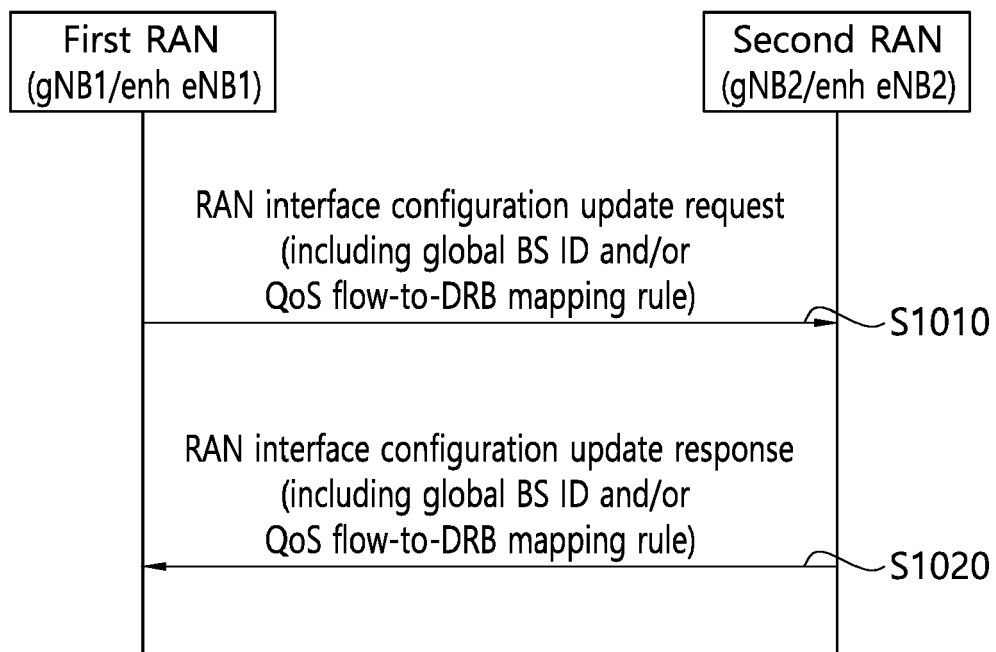 First RAN
(gNB1/enh eNB1)
Second RAN
(gNB2/enh eNB2)
RAN interface configuration update request
(including global BS ID and/or
QoS flow-to-DRB mapping rule)
S1010
RAN interface configuration update response
(including global BS ID and/or
QoS flow-to-DRB mapping rule)
S1020